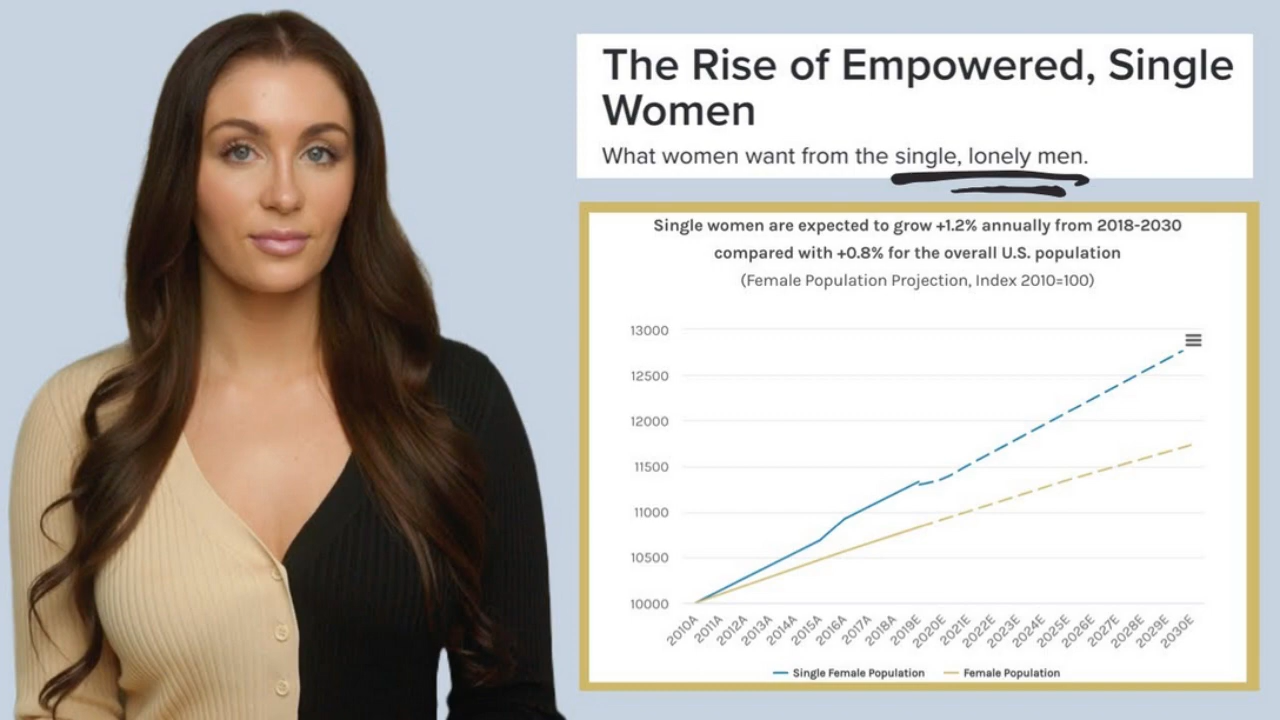 The Rise of Empowered, Single
Women
What women want from the single, lonely men.
Single women are expected to grow +1.2% annually from 2018-2030
compared with +0.8% for the overall U.S. population
(Female Population Projection, Index 2010=100)
13000
12500
12000
11500
11000
10500
10000
2010A 2011A 2012A 2013A 2014A 2015A 2016A 2017A 2018A 2019E 2020E 2021E 2022E 2023E 2024E 2025E 2026E 2027E 2028E 2029E 2030E
Single Female Population Female Population